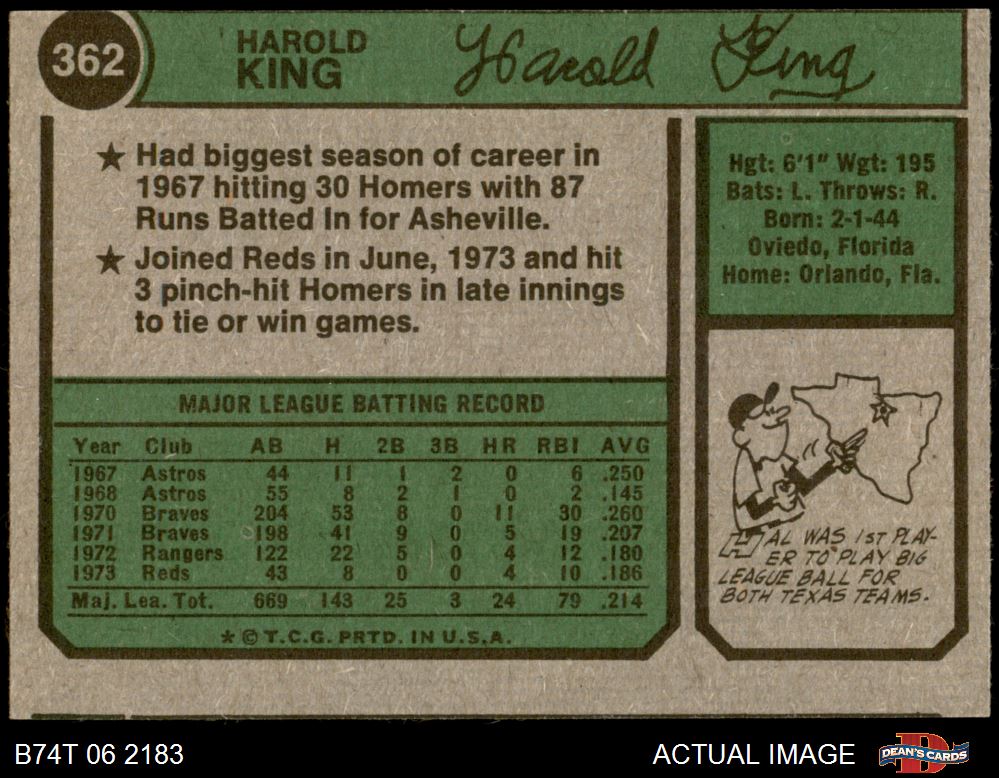 362
HAROLD
KING
Harold King
★ Had biggest season of career in
1967 hitting 30 Homers with 87
Runs Batted In for Asheville.
★ Joined Reds in June, 1973 and hit
3 pinch-hit Homers in late innings
to tie or win games.
Hgt: 6'1" Wgt: 195
Bats: L. Throws: R.
Born: 2-1-44
Oviedo, Florida
Home: Orlando, Fla.
MAJOR LEAGUE BATTING RECORD
Year Club AB H 2B 3B HR RBI AVG
1967 Astros 44 11 1 2 0 6 .250
1968 Astros 55 8 2 1 0 2 .145
1970 Braves 204 53 8 0 11 30 .260
1971 Braves 198 41 9 0 5 19 .207
1972 Rangers 122 22 5 0 4 12 .180
1973 Reds 43 8 0 0 4 10 .186
Maj. Lea. Tot. 669 143 25 3 24 79 .214
★ © T.C.G. PRTD. IN U.S.A.
HAL WAS 1ST PLAY-
ER TO PLAY BIG
LEAGUE BALL FOR
BOTH TEXAS TEAMS.
B74T 06 2183
ACTUAL IMAGE
DEAN'S CARDS